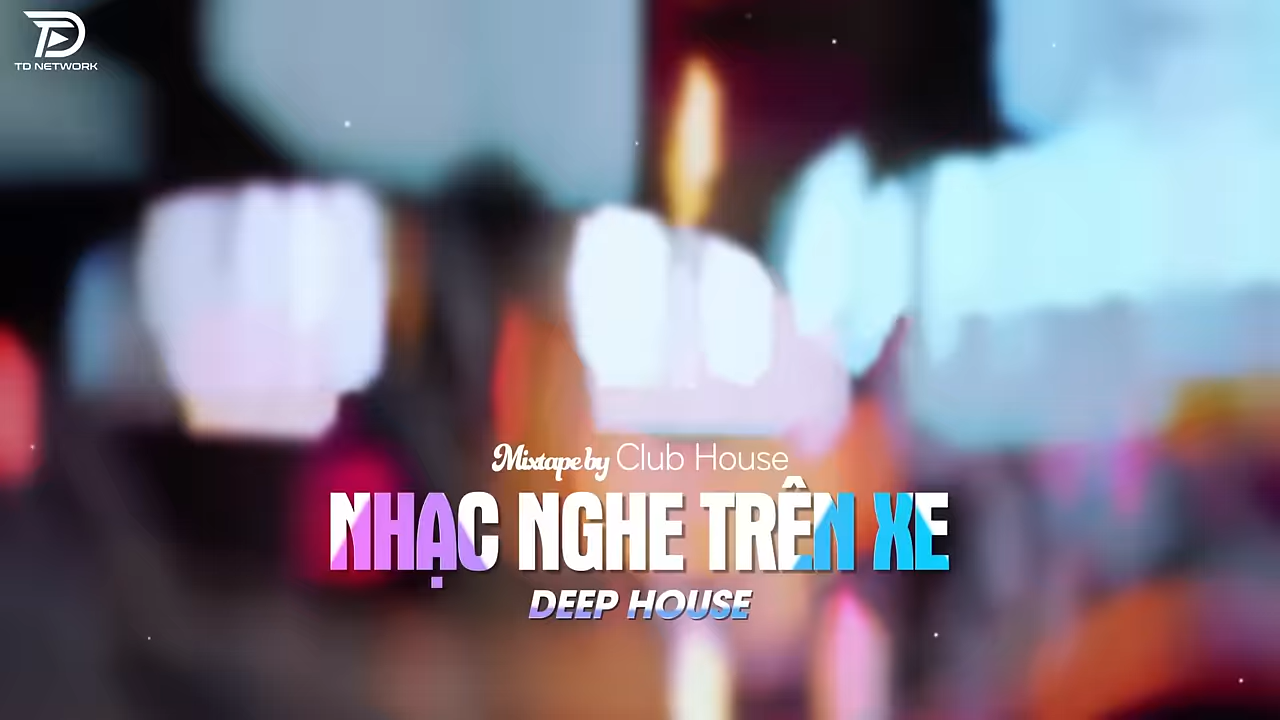 TD NETWORK
Mixtape by Club House
NHẠC NGHE TRÊN XE
DEEP HOUSE